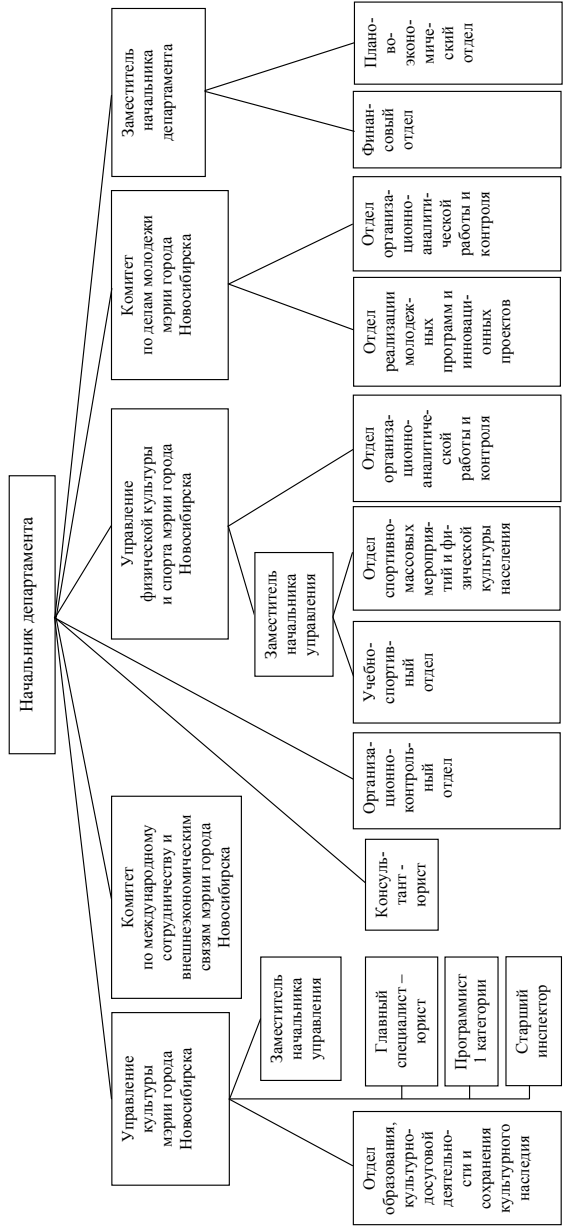 Начальник департамента
Управление
культуры
мэрии города
Новосибирска
Комитет
по международному
сотрудничеству и
внешнеэкономическим
связям мэрии города
Новосибирска
Управление
физической культуры
и спорта мэрии города
Новосибирска
Комитет
по делам молодежи
мэрии города
Новосибирска
Заместитель
начальника
департамента
Заместитель
начальника
управления
Заместитель
начальника
управления
Отдел
образования,
культурно-
досуговой
деятельно-
сти и
сохранения
культурного
наследия
Главный
специалист –
юрист
Программист
1 категории
Старший
инспектор
Консуль-
тант -
юрист
Организа-
ционно-
контроль-
ный
отдел
Учебно-
спортив-
ный
отдел
Отдел
спортивно-
массовых
мероприя-
тий и фи-
зической
культуры
населения
Отдел
организа-
ционно-
аналитиче-
ской
работы и
контроля
Отдел
реализации
молодеж-
ных
программ и
инноваци-
онных
проектов
Отдел
организа-
ционно-
аналити-
ческой
работы и
контроля
Финан-
совый
отдел
Плано-
во-
эконо-
миче-
ский
отдел